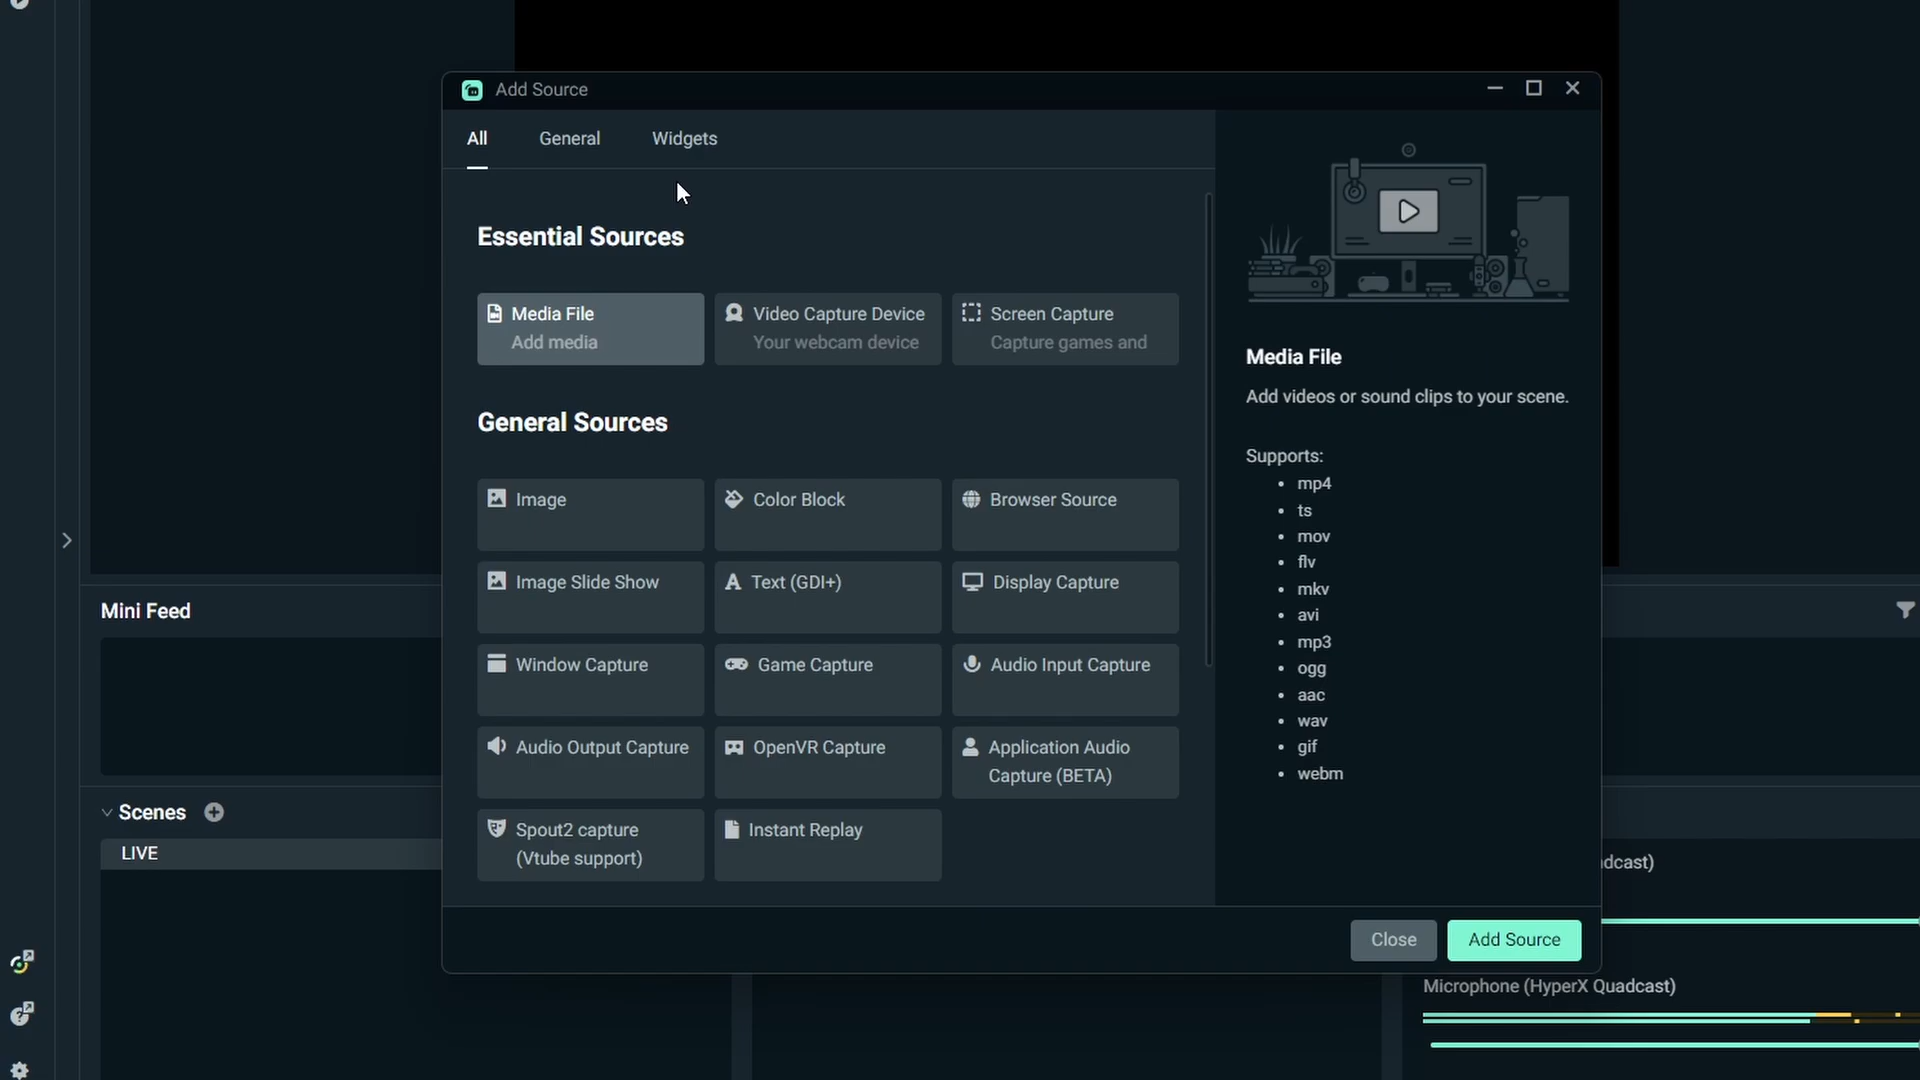 Add Source
All
General
Widgets
Essential Sources
Media File
Add media
Video Capture Device
Your webcam device
Screen Capture
Capture games and
General Sources
Image
Color Block
Browser Source
Image Slide Show
Text (GDI+)
Display Capture
Window Capture
Game Capture
Audio Input Capture
Audio Output Capture
OpenVR Capture
Application Audio
Capture (BETA)
Spout2 capture
(Vtube support)
Instant Replay
Media File
Add videos or sound clips to your scene.
Supports:
• mp4
• ts
• mov
• flv
• mkv
• avi
• mp3
• ogg
• aac
• wav
• gif
• webm
Close
Add Source
Mini Feed
Scenes
LIVE
dcast)
Microphone (HyperX Quadcast)